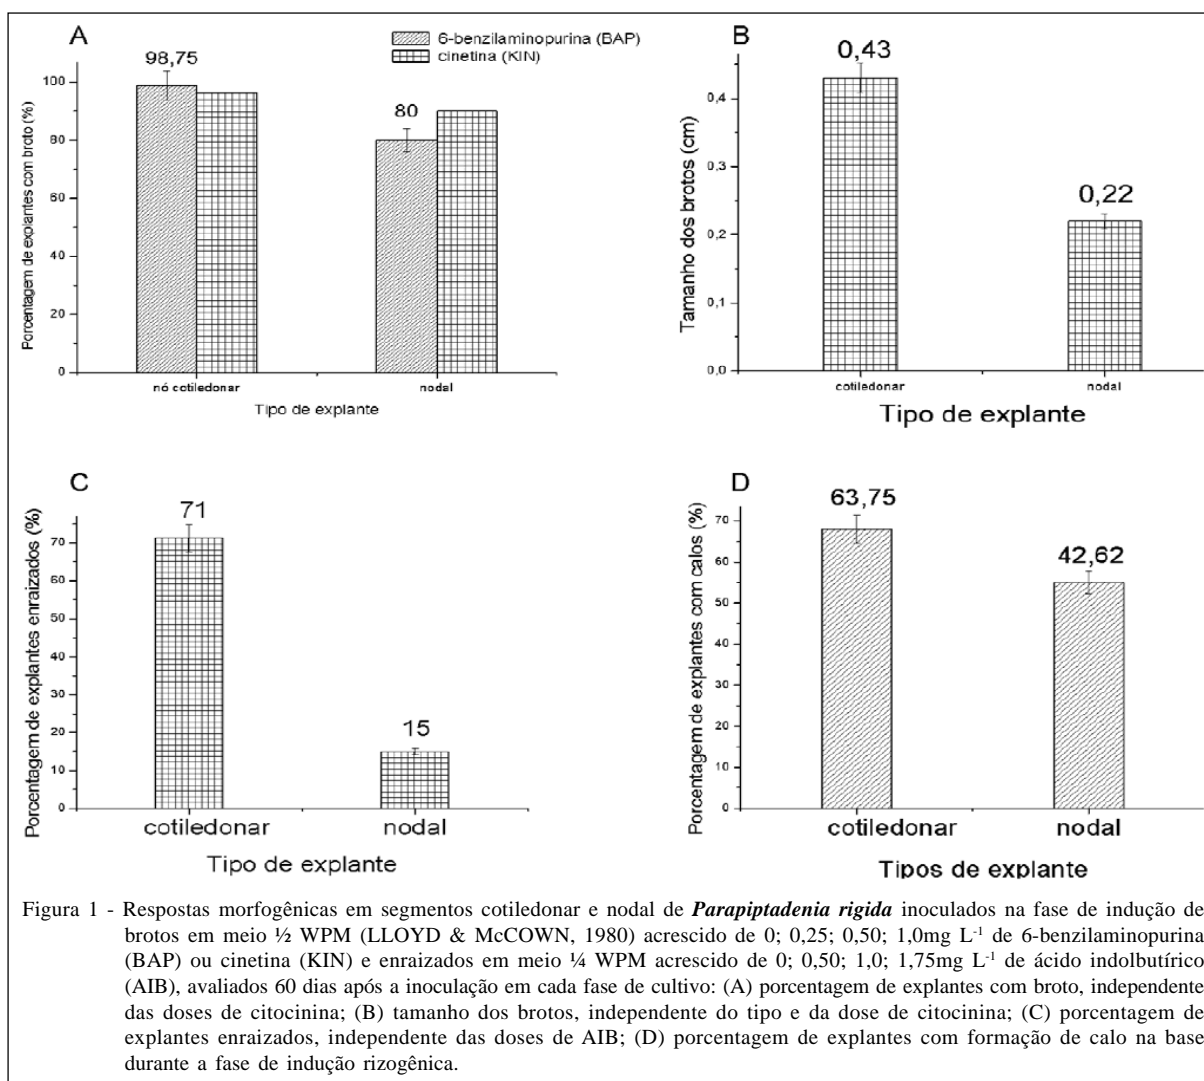 A
6-benzilaminopurina (BAP)
cinetina (KIN)
98,75
80
Porcentagem de explantes com broto (%)
100
80
60
40
20
0
nó cotiledonar
nodal
Tipo de explante
B
0,43
0,22
Tamanho dos brotos (cm)
0,4
0,3
0,2
0,1
0,0
cotiledonar
nodal
Tipo de explante
C
71
15
Porcentagem de explantes enraizados (%)
70
60
50
40
30
20
10
0
cotiledonar
nodal
Tipo de explante
D
63,75
42,62
Porcentagem de explantes com calos (%)
70
60
50
40
30
20
10
0
cotiledonar
nodal
Tipos de explante
Figura 1 - Respostas morfogênicas em segmentos cotiledonar e nodal de Parapiptadenia rigida inoculados na fase de indução de
brotos em meio ½ WPM (LLOYD & McCOWN, 1980) acrescido de 0; 0,25; 0,50; 1,0mg L⁻¹ de 6-benzilaminopurina
(BAP) ou cinetina (KIN) e enraizados em meio ¼ WPM acrescido de 0; 0,50; 1,0; 1,75mg L⁻¹ de ácido indolbutírico
(AIB), avaliados 60 dias após a inoculação em cada fase de cultivo: (A) porcentagem de explantes com broto, independente
das doses de citocinina; (B) tamanho dos brotos, independente do tipo e da dose de citocinina; (C) porcentagem de
explantes enraizados, independente das doses de AIB; (D) porcentagem de explantes com formação de calo na base
durante a fase de indução rizogênica.